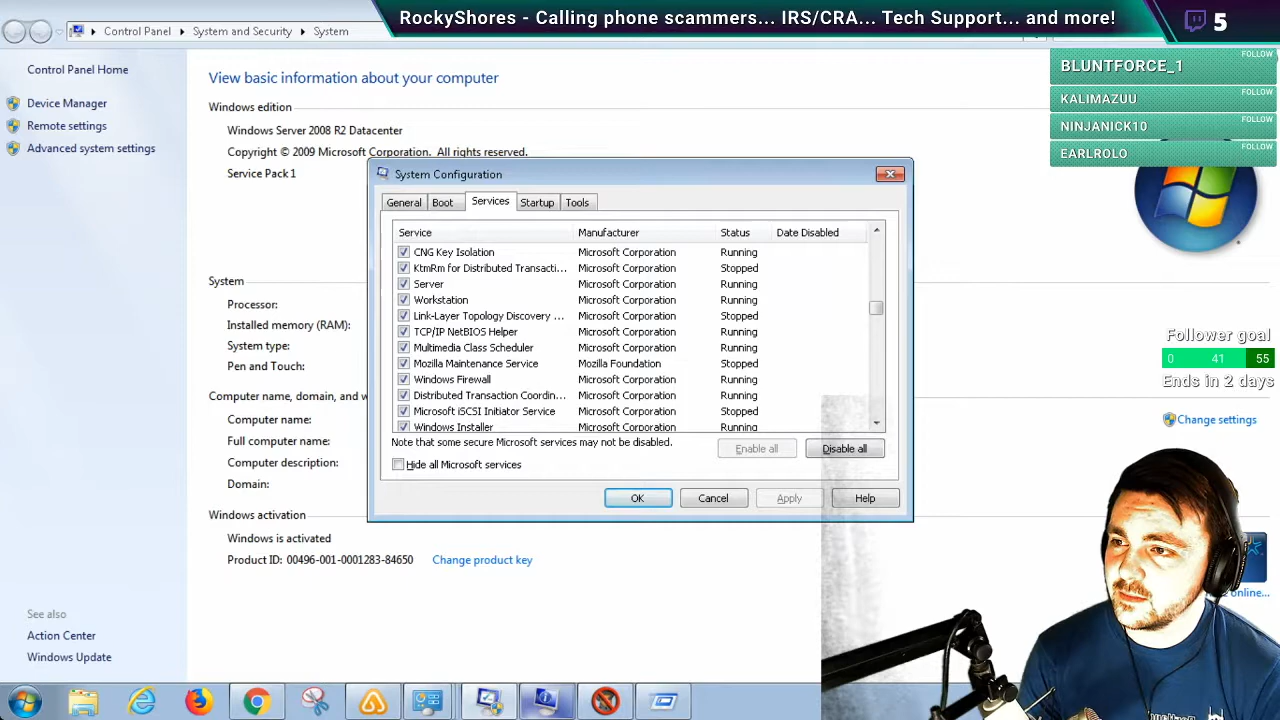 RockyShores - Calling phone scammers... IRS/CRA... Tech Support... and more!
5
Control Panel
System and Security
System
Control Panel Home
Device Manager
Remote settings
Advanced system settings
See also
Action Center
Windows Update
View basic information about your computer
Windows edition
Windows Server 2008 R2 Datacenter
Copyright © 2009 Microsoft Corporation. All rights reserved.
Service Pack 1
System
Processor:
Installed memory (RAM):
System type:
Pen and Touch:
Computer name, domain, and w
Computer name:
Full computer name:
Computer description:
Domain:
Windows activation
Windows is activated
Product ID: 00496-001-0001283-84650 Change product key
System Configuration
General Boot Services Startup Tools
Service Manufacturer Status Date Disabled
CNG Key Isolation Microsoft Corporation Running
KtmRm for Distributed Transacti... Microsoft Corporation Stopped
Server Microsoft Corporation Running
Workstation Microsoft Corporation Running
Link-Layer Topology Discovery ... Microsoft Corporation Stopped
TCP/IP NetBIOS Helper Microsoft Corporation Running
Multimedia Class Scheduler Microsoft Corporation Running
Mozilla Maintenance Service Mozilla Foundation Stopped
Windows Firewall Microsoft Corporation Running
Distributed Transaction Coordin... Microsoft Corporation Running
Microsoft iSCSI Initiator Service Microsoft Corporation Stopped
Windows Installer Microsoft Corporation Running
Note that some secure Microsoft services may not be disabled.
Enable all Disable all
Hide all Microsoft services
OK Cancel Apply Help
BLUNTFORCE_1 FOLLOW
KALIMAZUU FOLLOW
NINJANICK10 FOLLOW
EARLROLO FOLLOW
Follower goal
0 41 55
Ends in 2 days
Change settings
online...